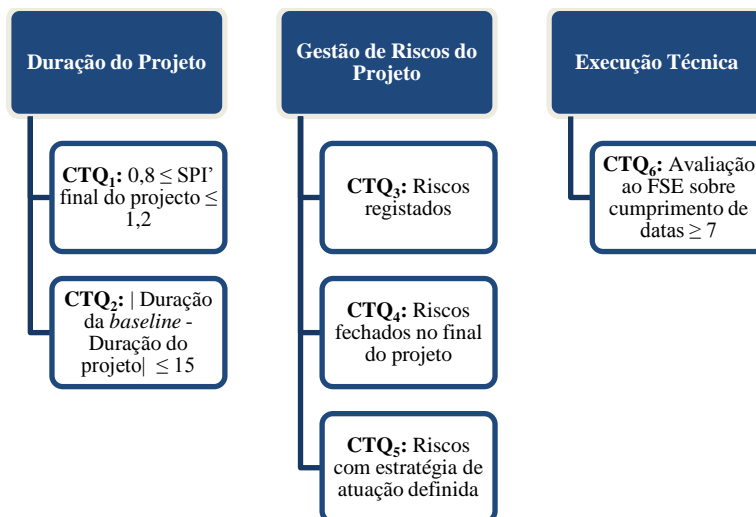 Duração do Projeto
CTQ₁: 0,8 ≤ SPI’
final do projecto ≤
1,2
CTQ₂: | Duração
da baseline -
Duração do
projeto| ≤ 15
Gestão de Riscos do
Projeto
CTQ₃: Riscos
registados
CTQ₄: Riscos
fechados no final
do projeto
CTQ₅: Riscos
com estratégia de
atuação definida
Execução Técnica
CTQ₆: Avaliação
ao FSE sobre
cumprimento de
datas ≥ 7